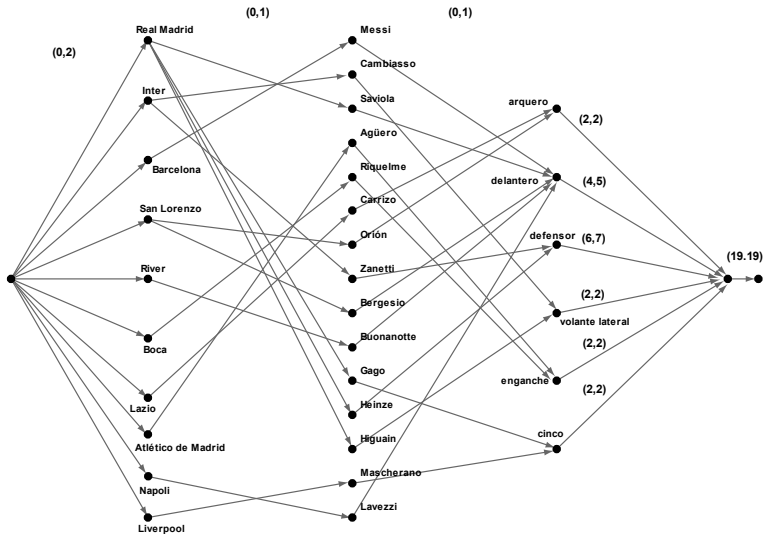 (0,1)
(0,1)
(0,2)
Real Madrid
Messi
Cambiasso
Inter
Saviola
arquero
(2,2)
Agüero
Barcelona
Riquelme
delantero
(4,5)
Carrizo
San Lorenzo
Orión
defensor
(6,7)
(19.19)
River
Zanetti
Bergesio
(2,2)
volante lateral
Buonanotte
Boca
(2,2)
Gago
enganche
(2,2)
Lazio
Heinze
Atlético de Madrid
Higuain
cinco
Mascherano
Napoli
Lavezzi
Liverpool